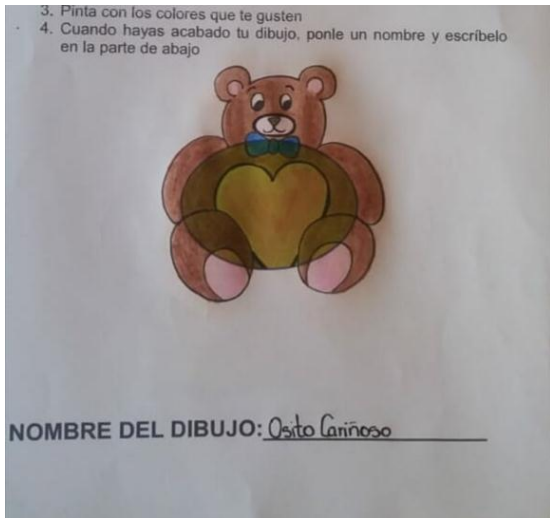 3. Pinta con los colores que te gusten
4. Cuando hayas acabado tu dibujo, ponle un nombre y escríbelo
en la parte de abajo
NOMBRE DEL DIBUJO: Osito Cariñoso